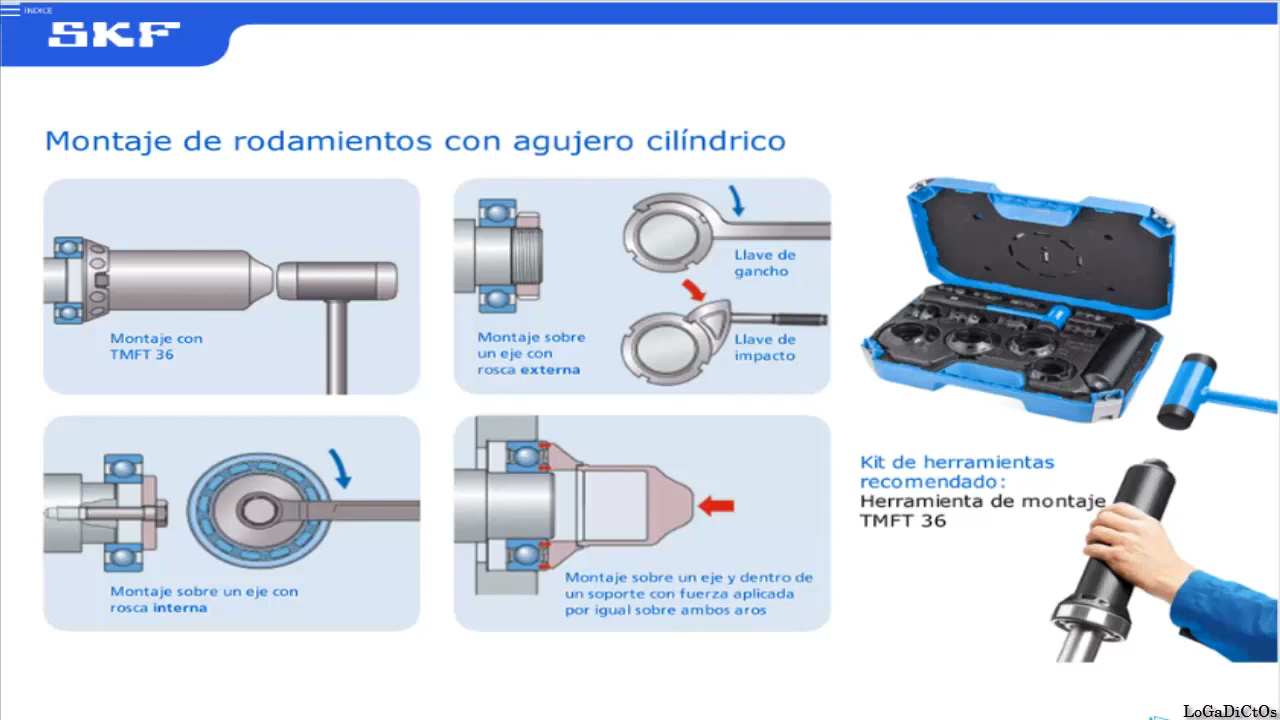 ÍNDICE
SKF
Montaje de rodamientos con agujero cilíndrico
Montaje con
TMFT 36
Montaje sobre
un eje con
rosca externa
Llave de
gancho
Llave de
impacto
Montaje sobre un eje con
rosca interna
Montaje sobre un eje y dentro de
un soporte con fuerza aplicada
por igual sobre ambos aros
Kit de herramientas
recomendado:
Herramienta de montaje
TMFT 36
LoGaDiCtOs